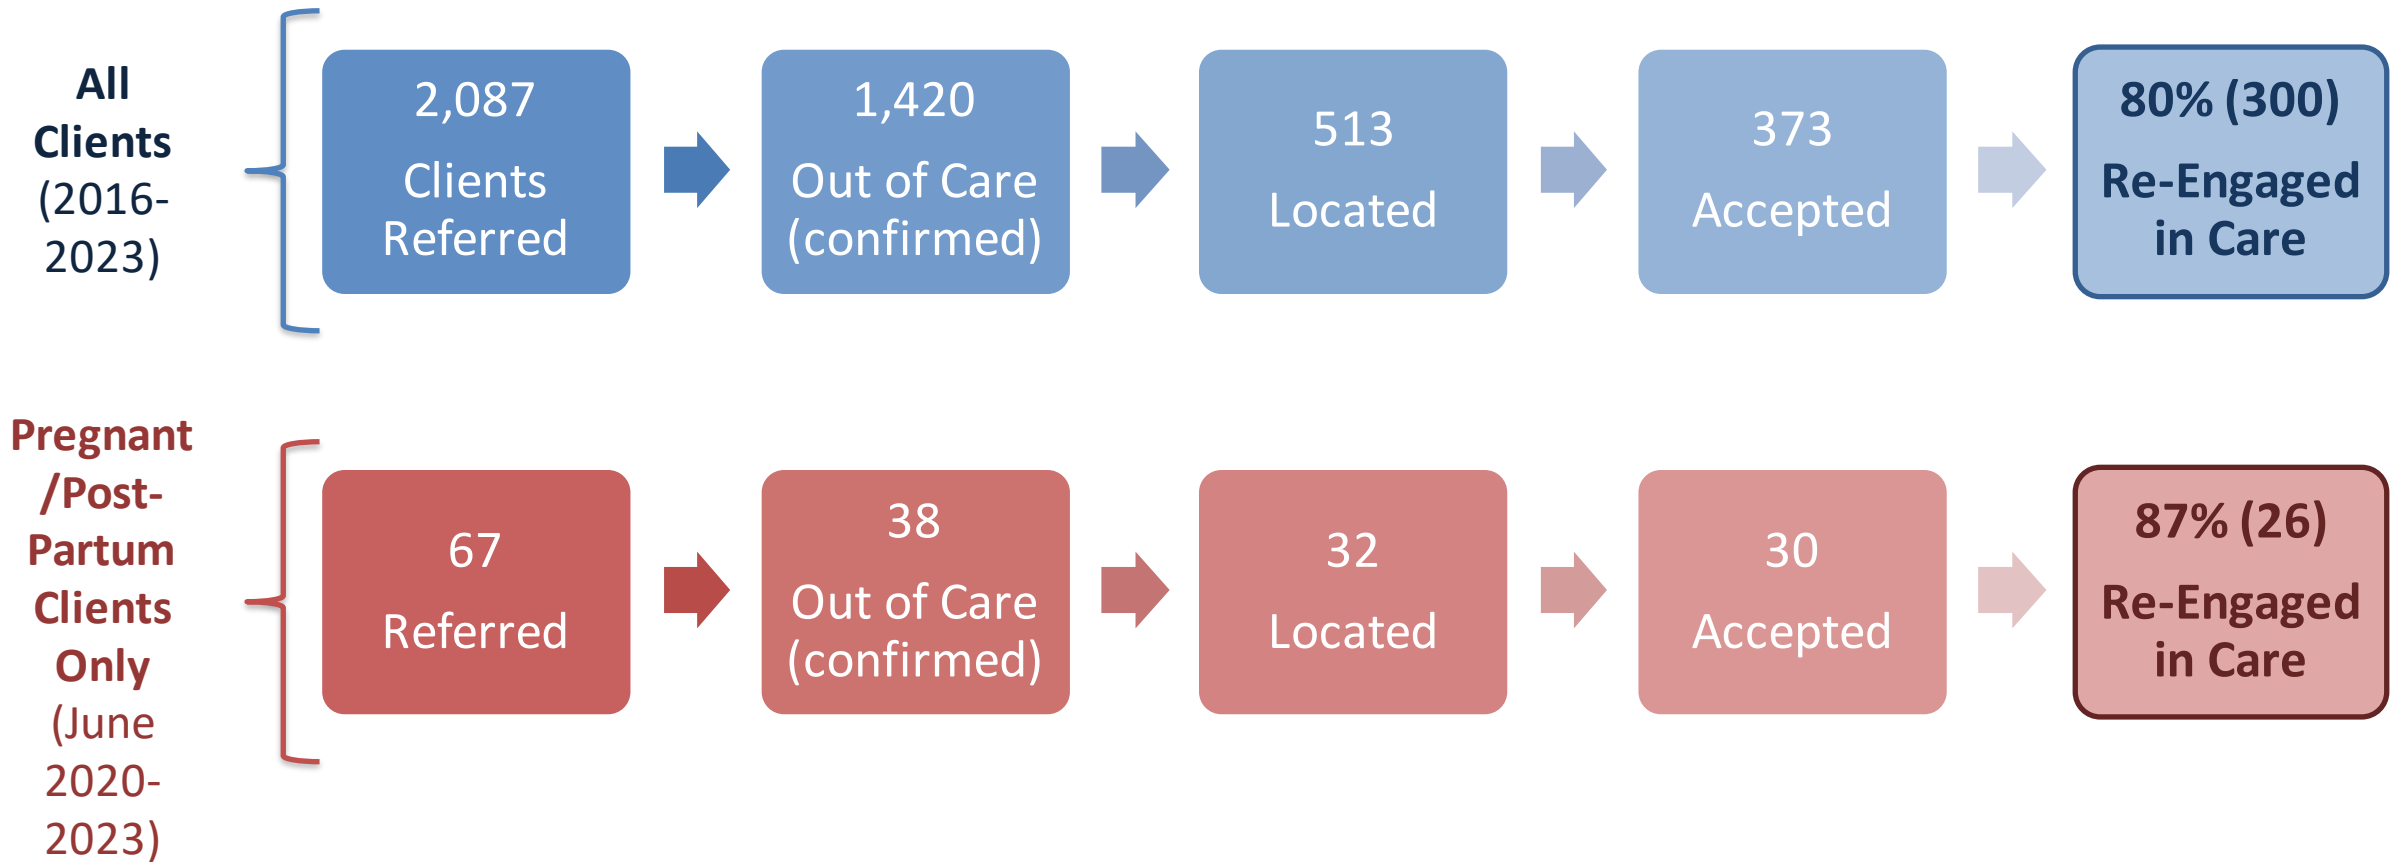 All
Clients
(2016-
2023)
2,087
Clients
Referred
1,420
Out of Care
(confirmed)
513
Located
373
Accepted
80% (300)
Re-Engaged
in Care
Pregnant
/Post-
Partum
Clients
Only
(June
2020-
2023)
67
Referred
38
Out of Care
(confirmed)
32
Located
30
Accepted
87% (26)
Re-Engaged
in Care